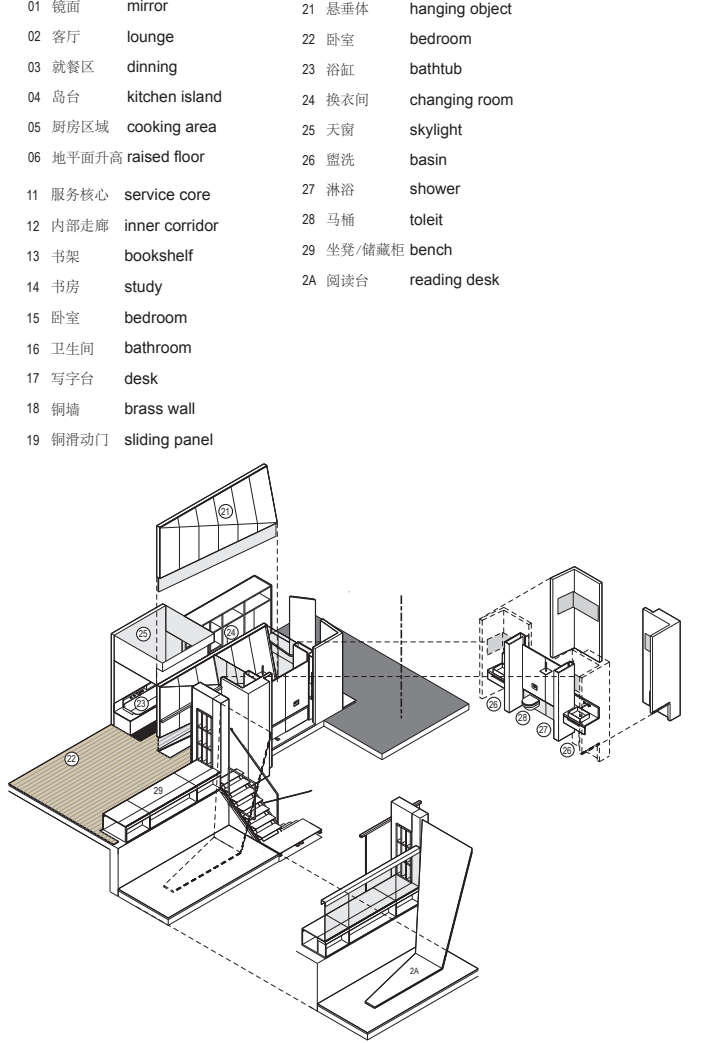 01 镜面 mirror
02 客厅 lounge
03 就餐区 dinning
04 岛台 kitchen island
05 厨房区域 cooking area
06 地平面升高 raised floor
11 服务核心 service core
12 内部走廊 inner corridor
13 书架 bookshelf
14 书房 study
15 卧室 bedroom
16 卫生间 bathroom
17 写字台 desk
18 铜墙 brass wall
19 铜滑动门 sliding panel
21 悬垂体 hanging object
22 卧室 bedroom
23 浴缸 bathtub
24 换衣间 changing room
25 天窗 skylight
26 盥洗 basin
27 淋浴 shower
28 马桶 toleit
29 坐凳/储藏柜 bench
2A 阅读台 reading desk
21
25
24
23
22
29
26
28
27
26
2A